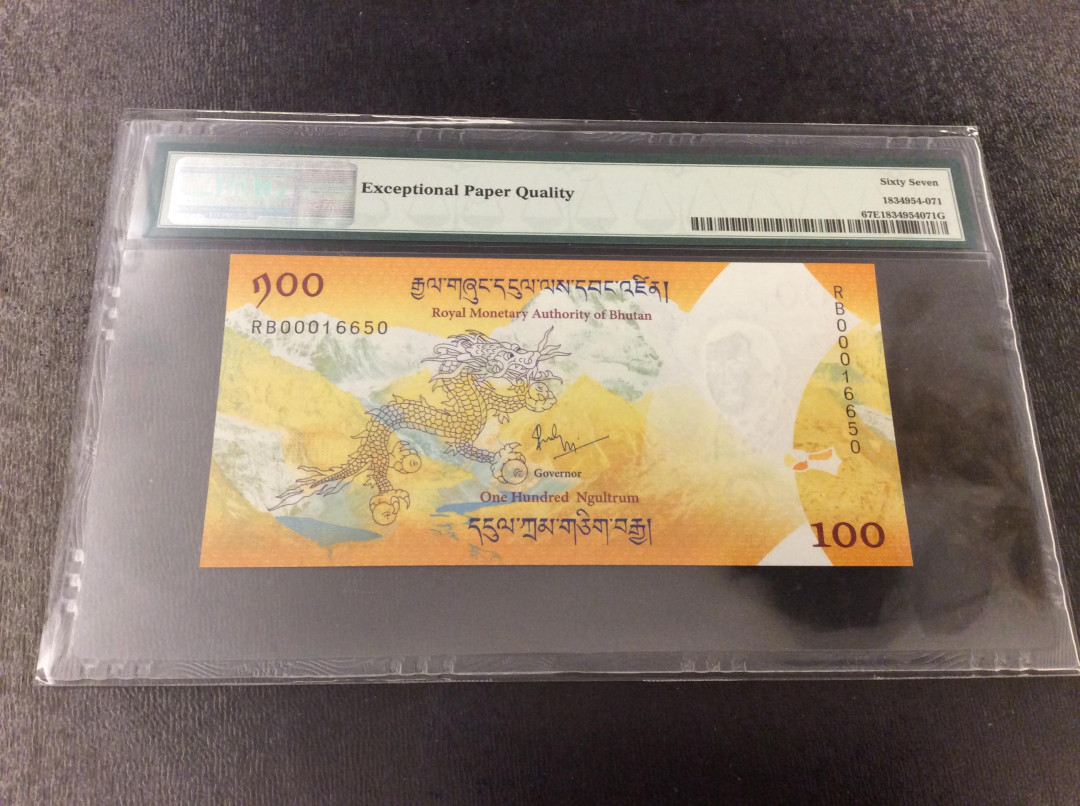 Exceptional Paper Quality
Sixty Seven
1834954-071
67E1834954071G
༡༠༠
རྒྱལ་གཞུང་དངུལ་ལས་དབང་འཛིན།
Royal Monetary Authority of Bhutan
RB00016650
RB00016650
Governor
One Hundred Ngultrum
དངུལ་ཀྲམ་གཅིག་བརྒྱ།
100